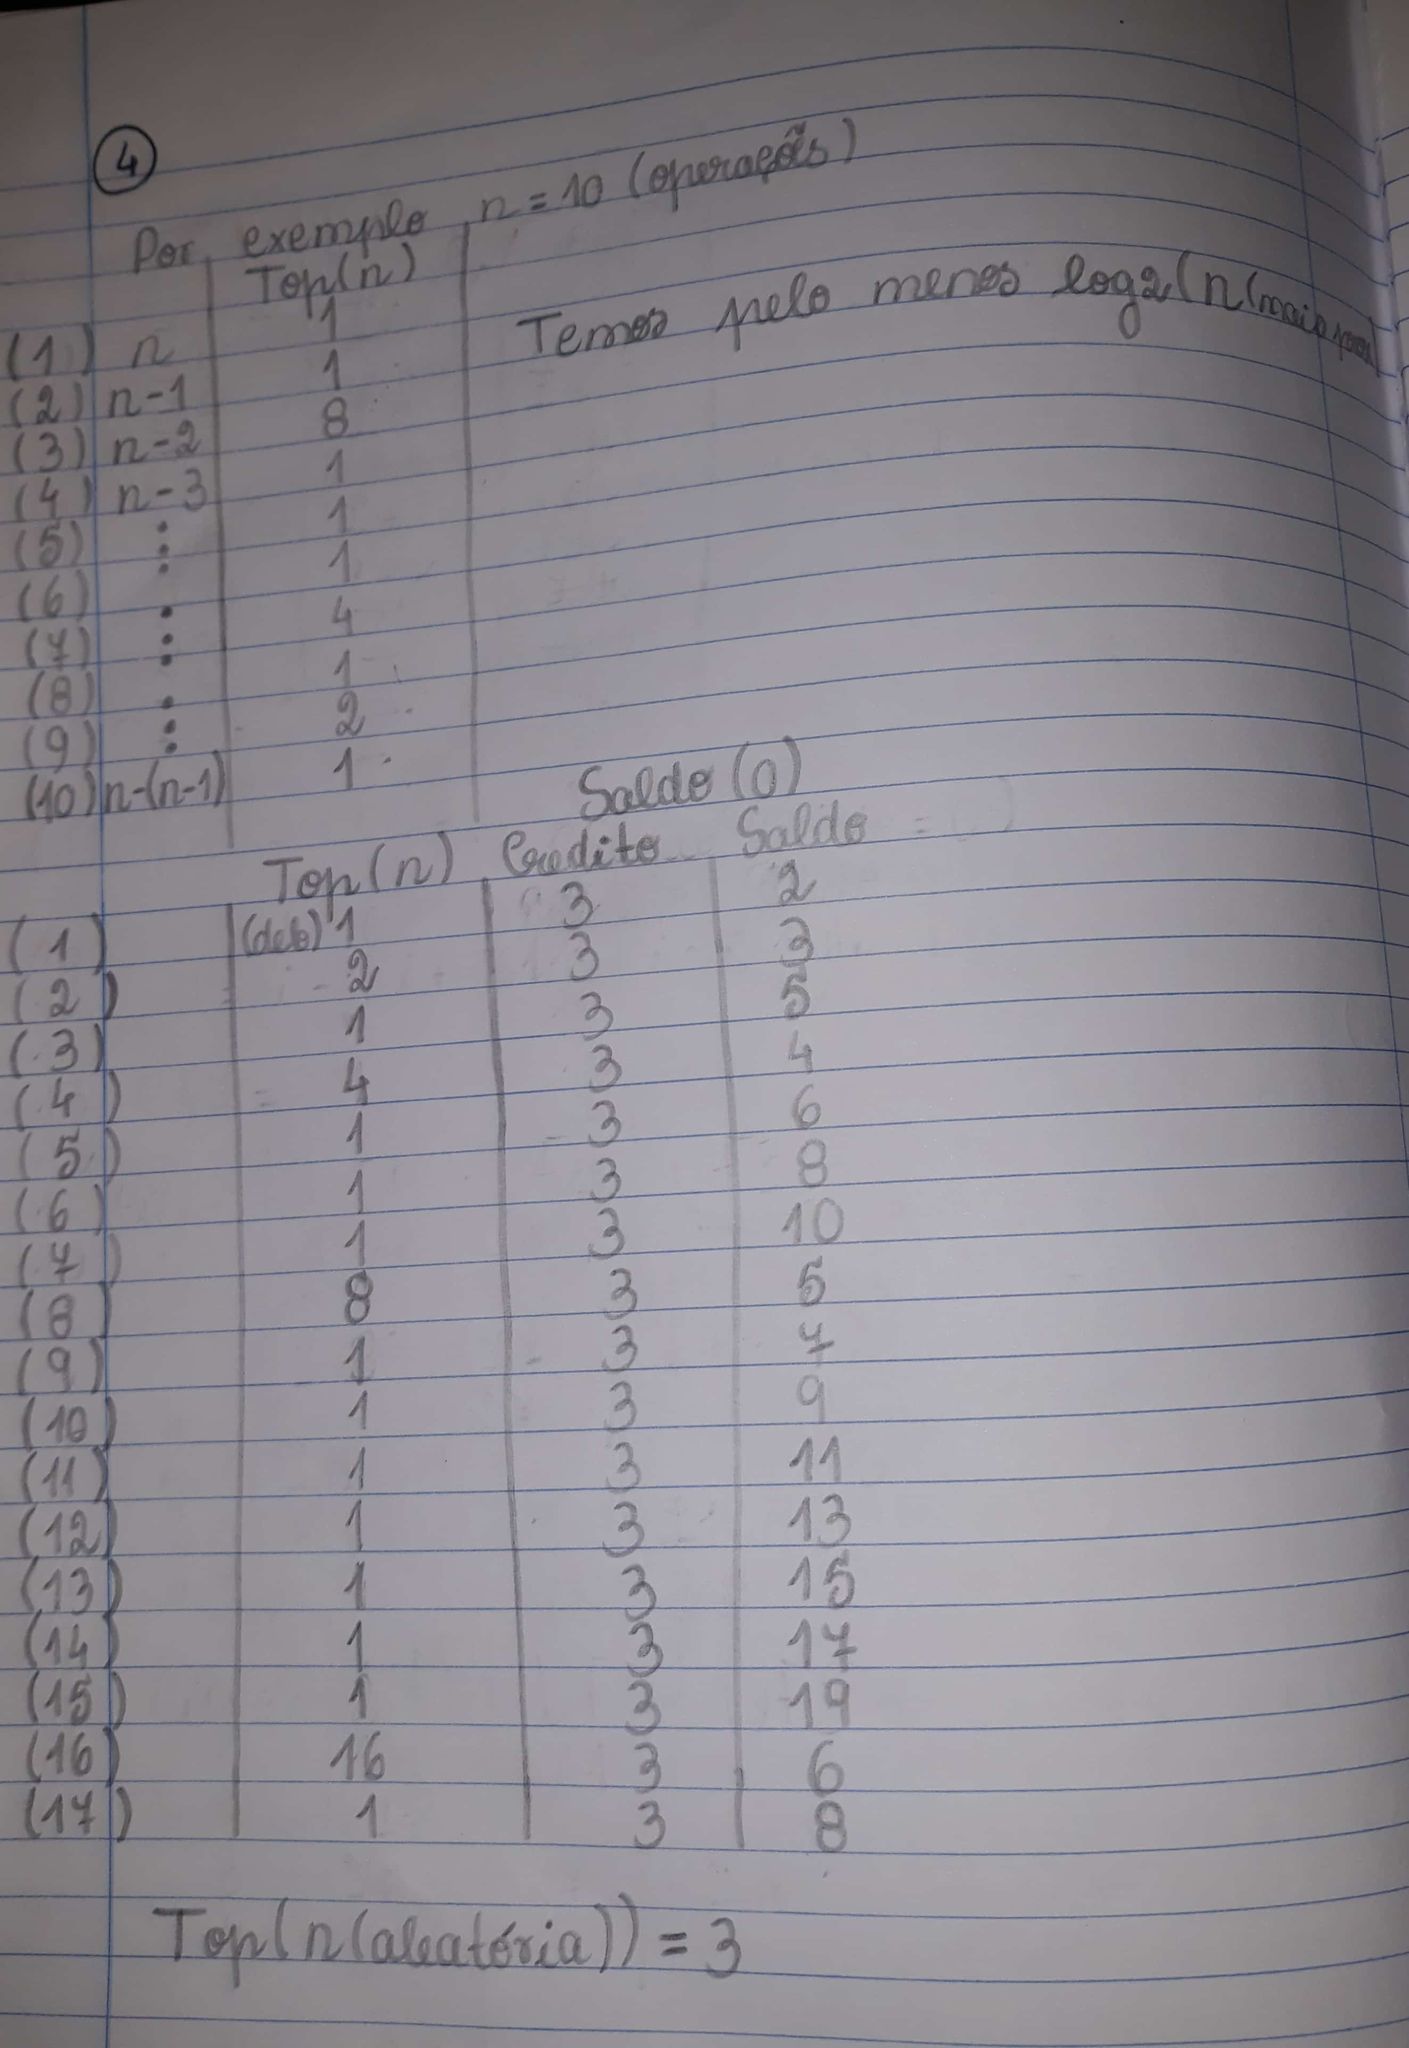 4
Por exemplo n = 10 (operações)
Top(n)
(1) n 1 Temos pelo menos log2(n(mais
(2) n-1 1
(3) n-2 8
(4) n-3 1
(5) ⋮ 1
(6) 1
(7) ⋮ 4
(8) 1
(9) ⋮ 2
(10) n-(n-1) 1
Saldo (0)
Top(n) Credito Saldo
(1) (deb) 1 3 2
(2) 2 3 3
(3) 1 3 5
(4) 4 3 4
(5) 1 3 6
(6) 1 3 8
(7) 1 3 10
(8) 8 3 5
(9) 1 3 7
(10) 1 3 9
(11) 1 3 11
(12) 1 3 13
(13) 1 3 15
(14) 1 3 17
(15) 1 3 19
(16) 16 3 6
(17) 1 3 8
Top(n(aleatória)) = 3